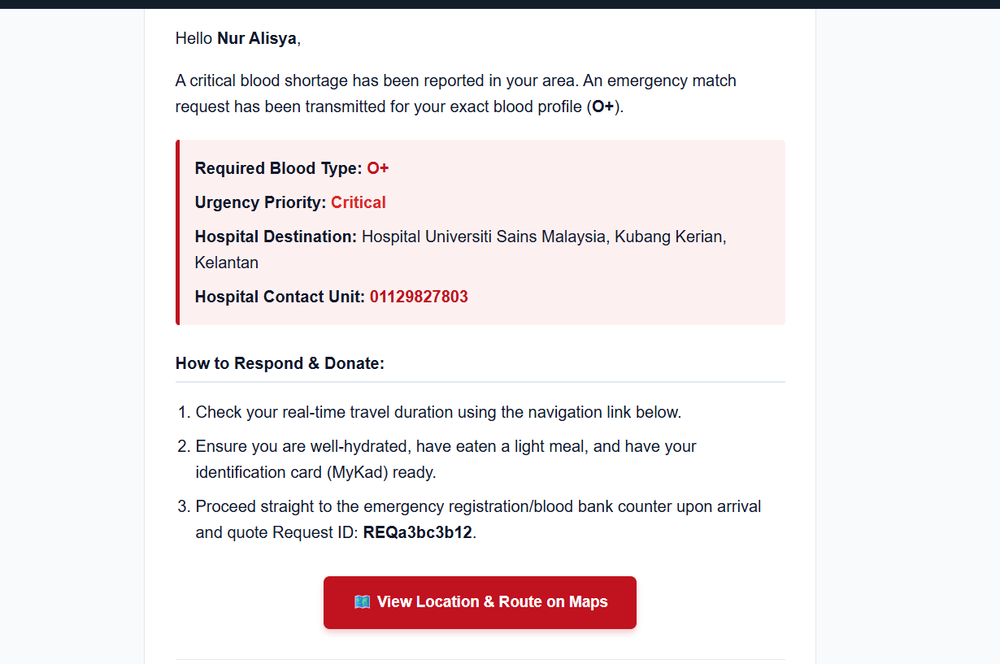 Hello Nur Alisya,
A critical blood shortage has been reported in your area. An emergency match
request has been transmitted for your exact blood profile (O+).
Required Blood Type: O+
Urgency Priority: Critical
Hospital Destination: Hospital Universiti Sains Malaysia, Kubang Kerian,
Kelantan
Hospital Contact Unit: 01129827803
How to Respond & Donate:
1. Check your real-time travel duration using the navigation link below.
2. Ensure you are well-hydrated, have eaten a light meal, and have your
identification card (MyKad) ready.
3. Proceed straight to the emergency registration/blood bank counter upon arrival
and quote Request ID: REQa3bc3b12.
View Location & Route on Maps